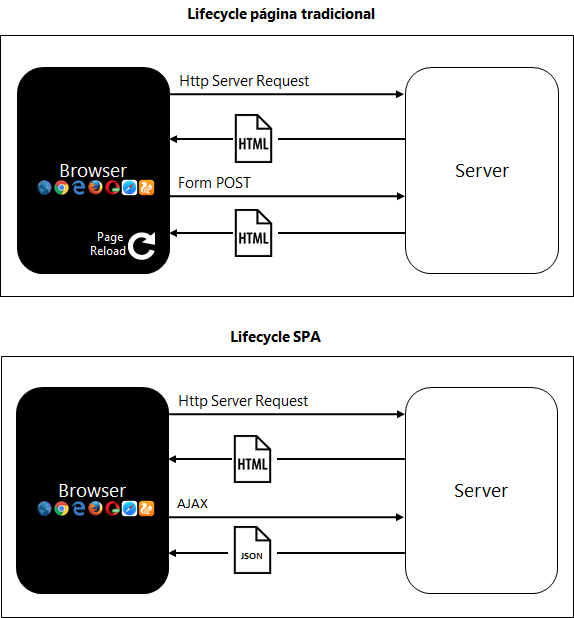 Lifecycle página tradicional
Http Server Request
HTML
Browser
Server
Form POST
HTML
Page
Reload
Lifecycle SPA
Http Server Request
HTML
Browser
Server
AJAX
JSON